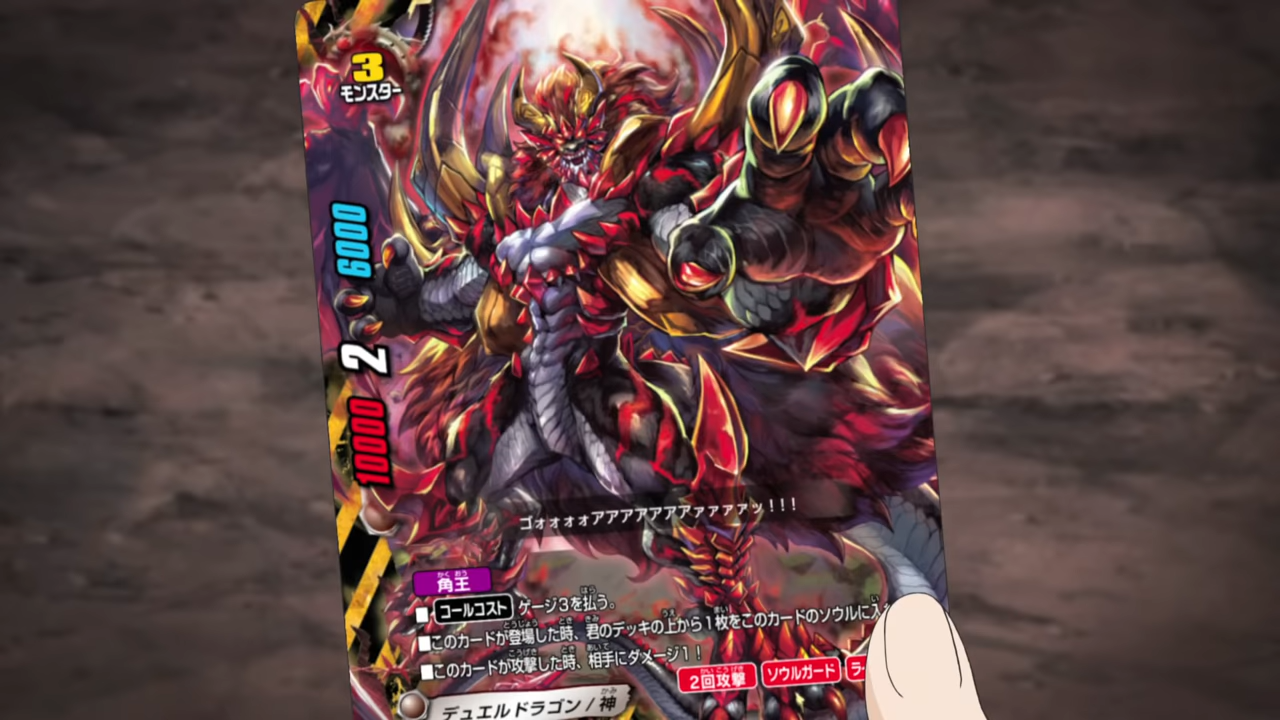 3
モンスター
6000
2
10000
ゴォォォォアアアアアアアァァァァァッ!!!
角王
■コールコスト ゲージ3を払う。
■このカードが登場した時、君のデッキの上から1枚をこのカードのソウルに入
■このカードが攻撃した時、相手にダメージ1!
2回攻撃 ソウルガード ラ
デュエルドラゴン / 神